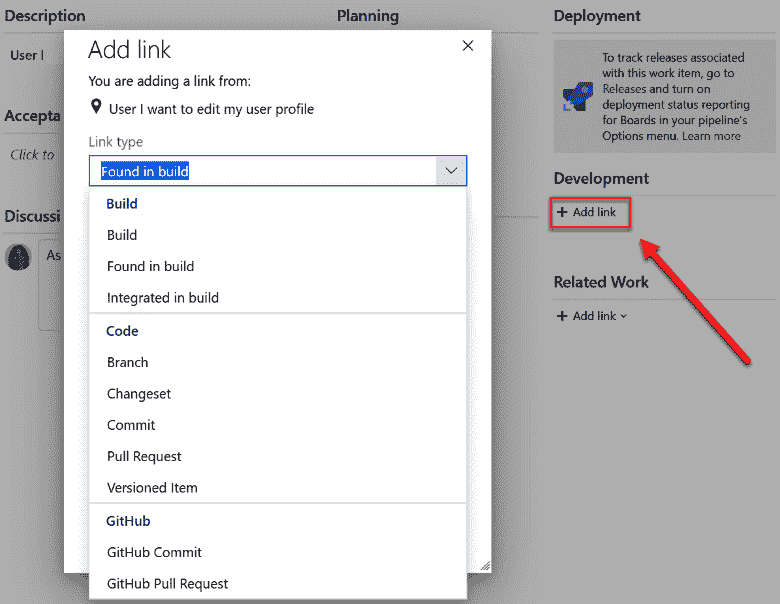 Description
Planning
Deployment
User I
Accepta
Click to
Discussi
As
Add link
You are adding a link from:
User I want to edit my user profile
Link type
Found in build
Build
Build
Found in build
Integrated in build
Code
Branch
Changeset
Commit
Pull Request
Versioned Item
GitHub
GitHub Commit
GitHub Pull Request
To track releases associated
with this work item, go to
Releases and turn on
deployment status reporting
for Boards in your pipeline's
Options menu. Learn more
Development
+ Add link
Related Work
+ Add link